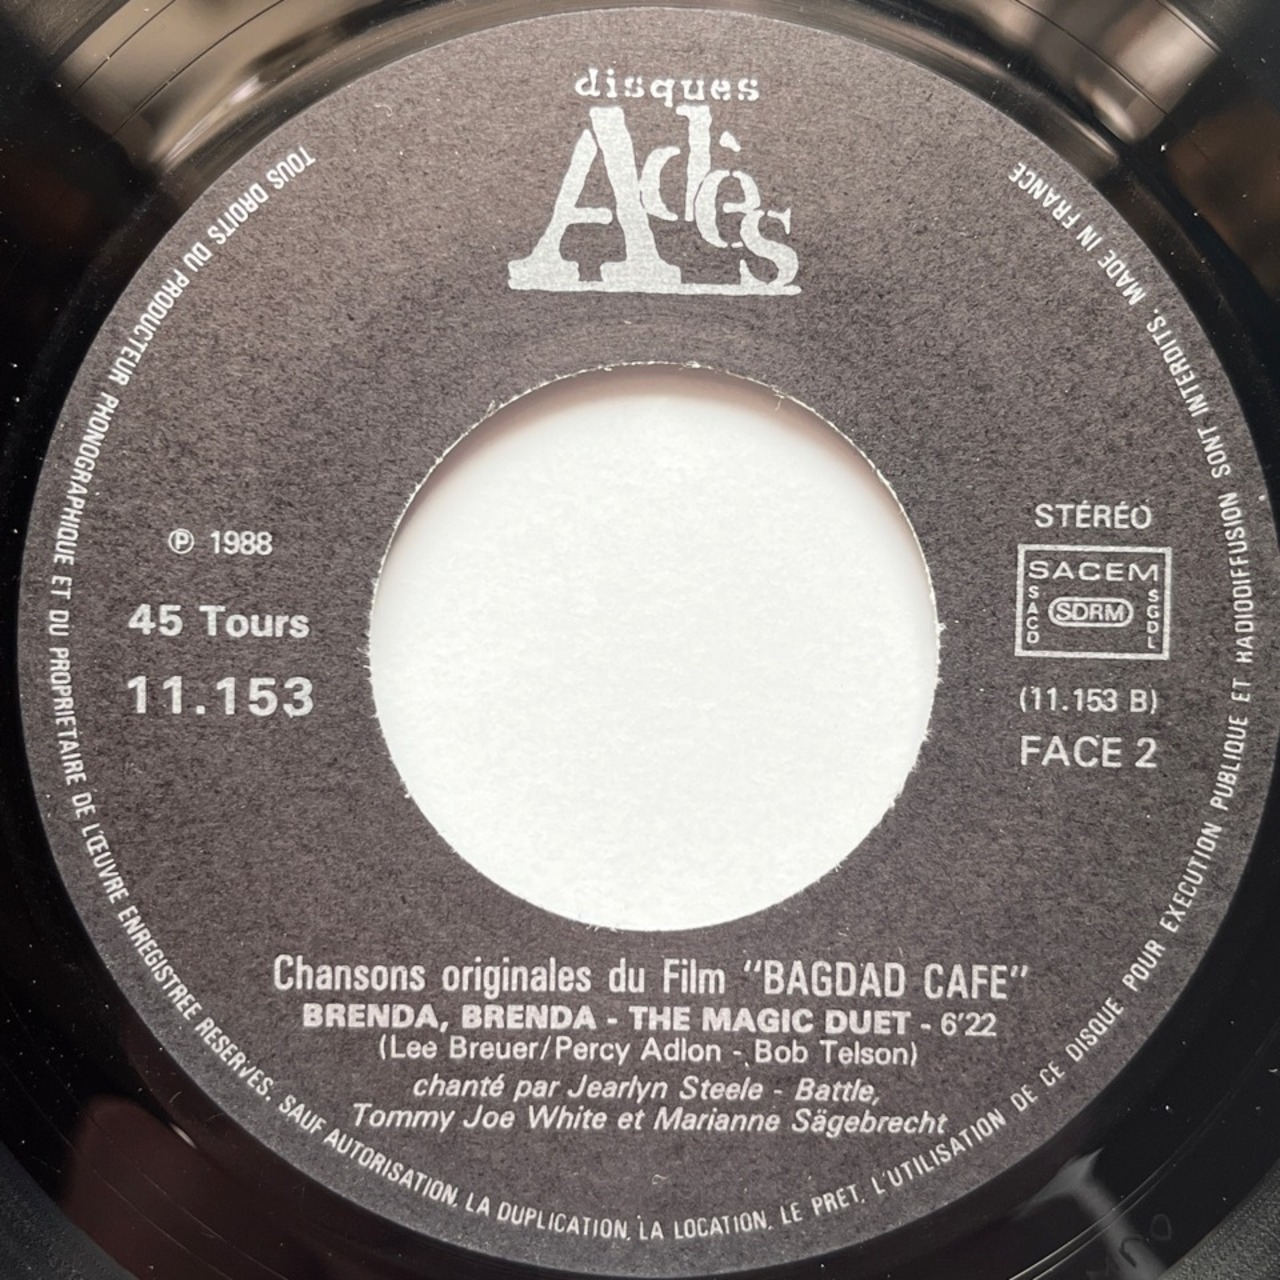 disques
Adès
TOUS DROITS DU PRODUCTEUR PHONOGRAPHIQUE ET DU PROPRIETAIRE DE L'ŒUVRE ENREGISTREE RESERVES. SAUF AUTORISATION, LA DUPLICATION, LA LOCATION, LE PRET, L'UTILISATION DE CE DISQUE POUR EXECUTION PUBLIQUE ET RADIODIFFUSION SONT INTERDITS. MADE IN FRANCE
℗ 1988
45 Tours
11.153
STÉRÉO
SACEM
SACD
SDRM
SGDL
(11.153 B)
FACE 2
Chansons originales du Film "BAGDAD CAFE"
BRENDA, BRENDA - THE MAGIC DUET - 6'22
(Lee Breuer/Percy Adlon - Bob Telson)
chanté par Jearlyn Steele - Battle,
Tommy Joe White et Marianne Sägebrecht